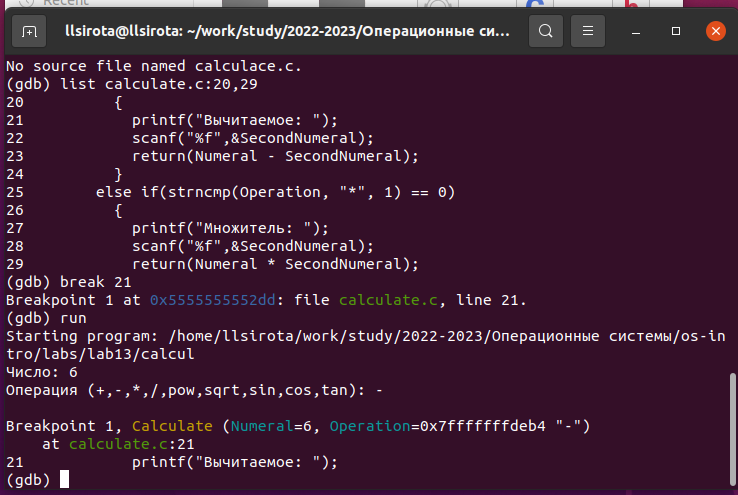 Recent
llsirota@llsirota: ~/work/study/2022-2023/Операционные си...
No source file named calculace.c.
(gdb) list calculate.c:20,29
20          {
21            printf("Вычитаемое: ");
22            scanf("%f",&SecondNumeral);
23            return(Numeral - SecondNumeral);
24          }
25        else if(strncmp(Operation, "*", 1) == 0)
26          {
27            printf("Множитель: ");
28            scanf("%f",&SecondNumeral);
29            return(Numeral * SecondNumeral);
(gdb) break 21
Breakpoint 1 at 0x5555555552dd: file calculate.c, line 21.
(gdb) run
Starting program: /home/llsirota/work/study/2022-2023/Операционные системы/os-in
tro/labs/lab13/calcul
Число: 6
Операция (+,-,*,/,pow,sqrt,sin,cos,tan): -
Breakpoint 1, Calculate (Numeral=6, Operation=0x7fffffffdeb4 "-")
    at calculate.c:21
21            printf("Вычитаемое: ");
(gdb)